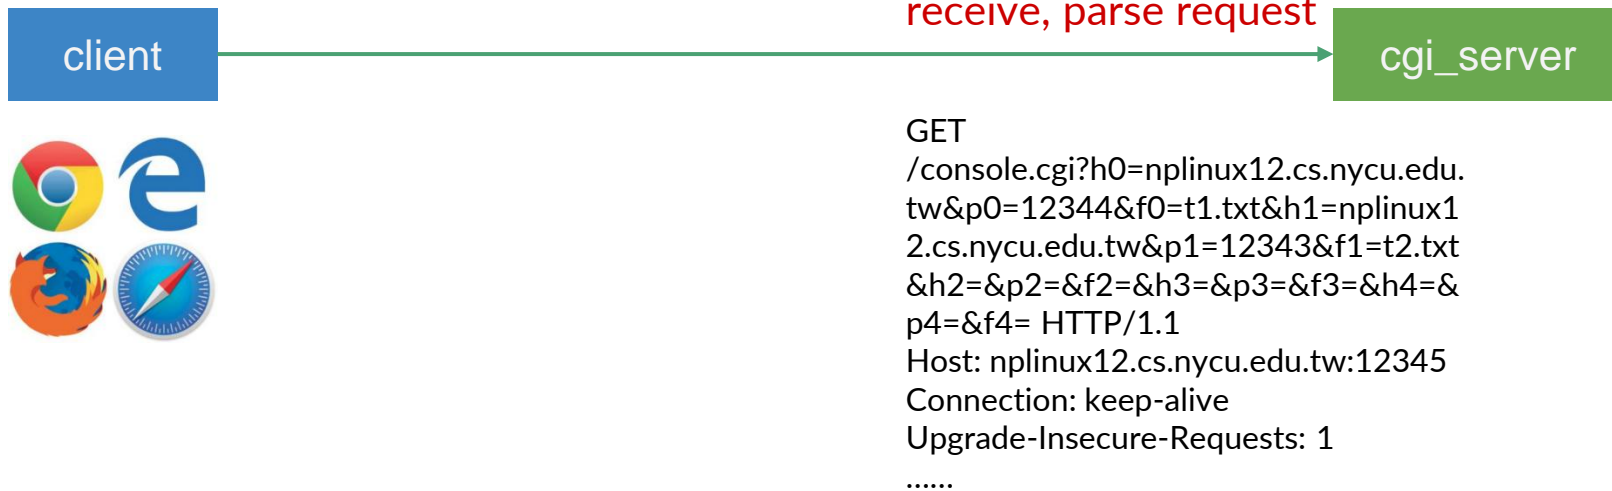 receive, parse request
client
cgi_server
GET
/console.cgi?h0=nplinux12.cs.nycu.edu.
tw&p0=12344&f0=t1.txt&h1=nplinux1
2.cs.nycu.edu.tw&p1=12343&f1=t2.txt
&h2=&p2=&f2=&h3=&p3=&f3=&h4=&
p4=&f4= HTTP/1.1
Host: nplinux12.cs.nycu.edu.tw:12345
Connection: keep-alive
Upgrade-Insecure-Requests: 1
......